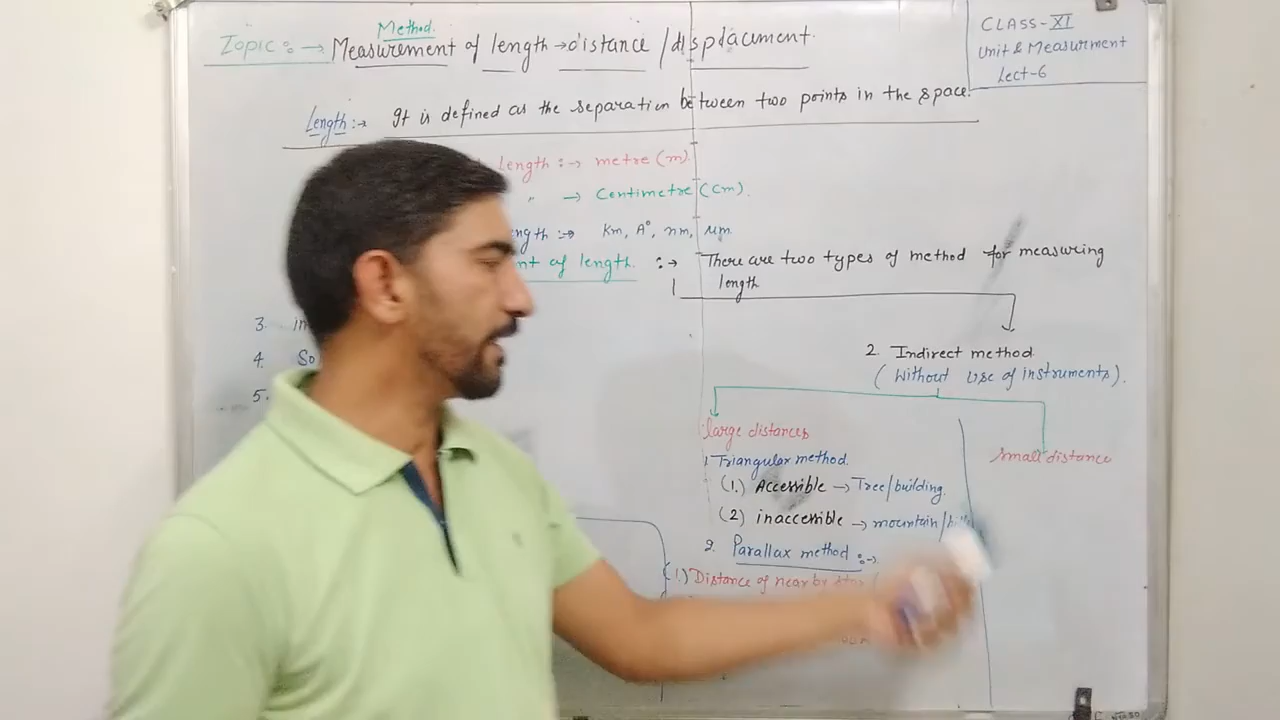 Method.
Topic :- → Measurement of length → distance / displacement.
CLASS-XI
Unit & Measurment
Lect-6
Length :→ It is defined as the separation between two points in the space.
length :→ metre (m).
" → Centimetre (cm).
ngth :→ Km, A°, nm, μm.
nt of length. :→ There are two types of method for measuring
length.
3. in
4. So
5.
2. Indirect method
(Without use of instruments).
large distances
small distance
1. Triangular method.
(1.) Accessible → Tree/building.
(2) inaccessible → mountain/
2. Parallax method :→
(1.) Distance of nearby star